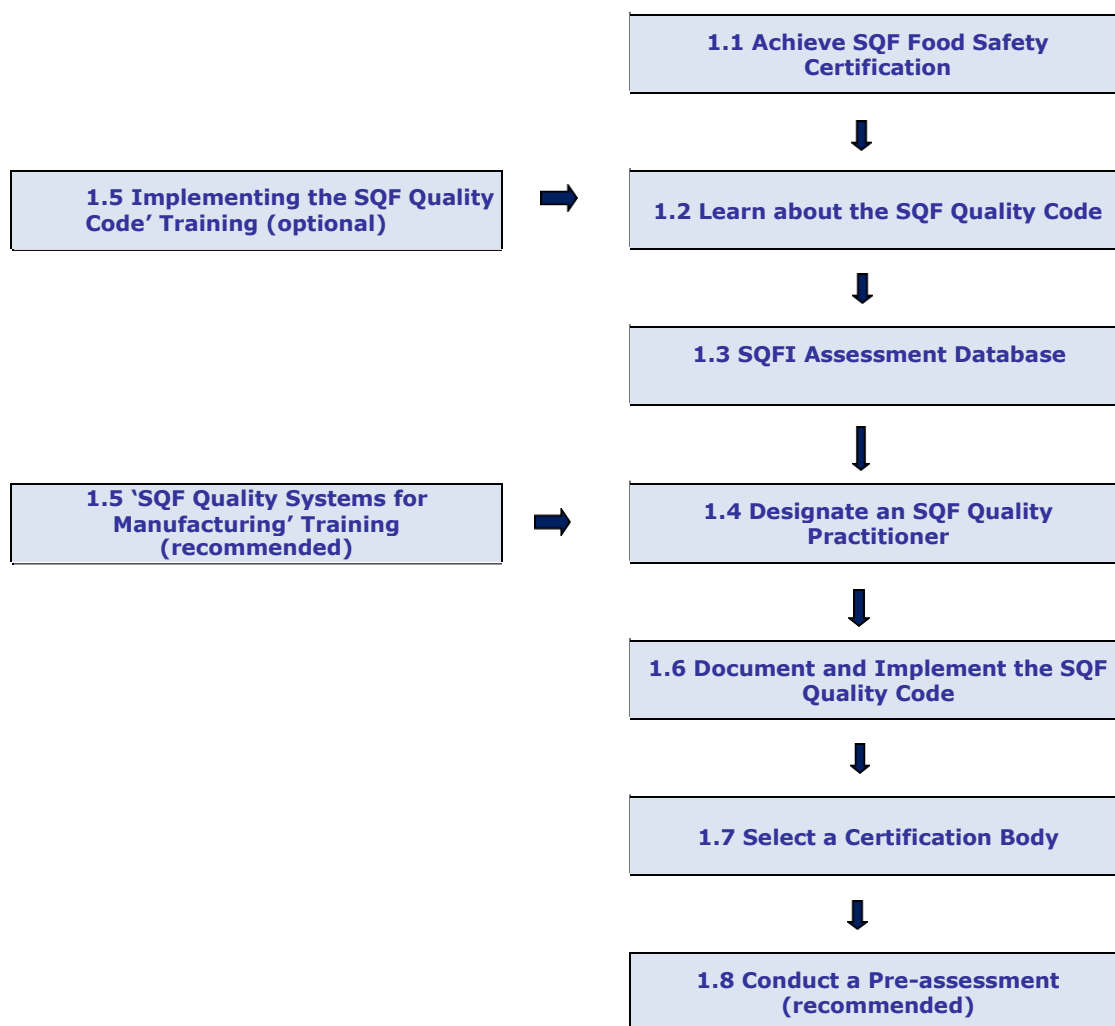 1.1 Achieve SQF Food Safety
Certification
1.5 Implementing the SQF Quality
Code’ Training (optional)
1.2 Learn about the SQF Quality Code
1.3 SQFI Assessment Database
1.5 ‘SQF Quality Systems for
Manufacturing’ Training
(recommended)
1.4 Designate an SQF Quality
Practitioner
1.6 Document and Implement the SQF
Quality Code
1.7 Select a Certification Body
1.8 Conduct a Pre-assessment
(recommended)